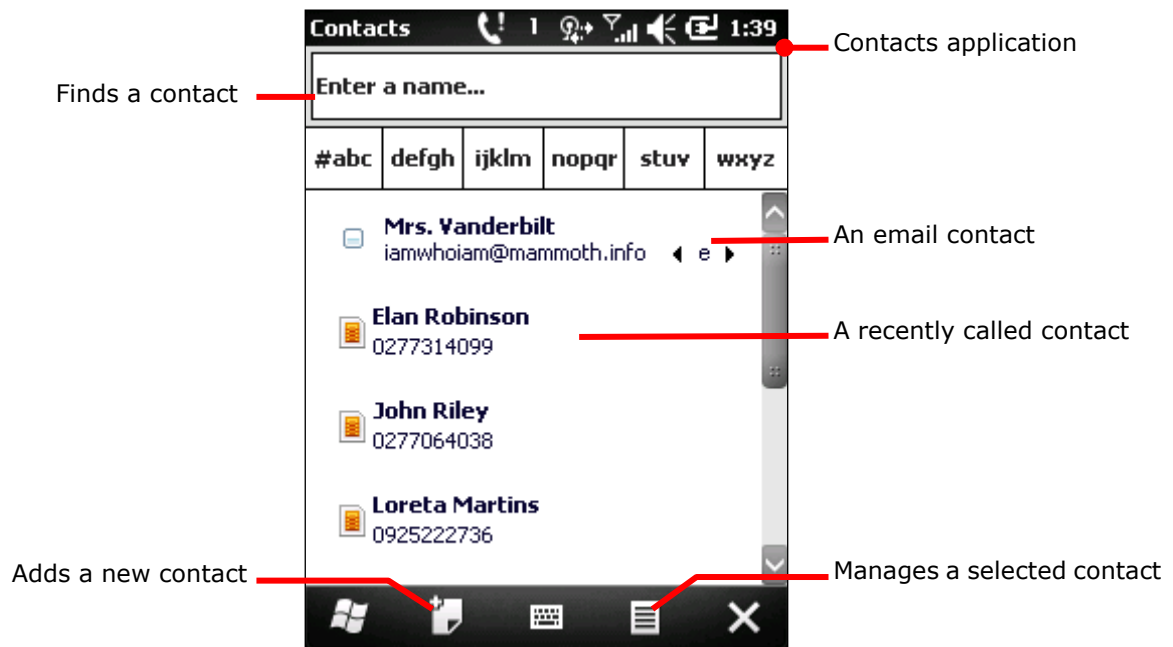 Contacts 1 1:39
Contacts application
Enter a name...
Finds a contact
#abc defgh ijklm nopqr stuv wxyz
Mrs. Vanderbilt
iamwhoiam@mammoth.info e
An email contact
Elan Robinson
0277314099
A recently called contact
John Riley
0277064038
Loreta Martins
0925222736
Adds a new contact
Manages a selected contact